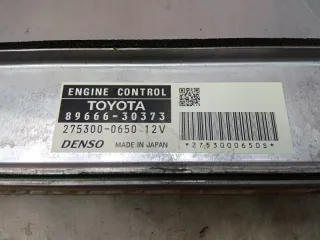 ENGINE CONTROL
TOYOTA
89666-30373
275300-0650 12V
DENSO MADE IN JAPAN
*2753000650S*